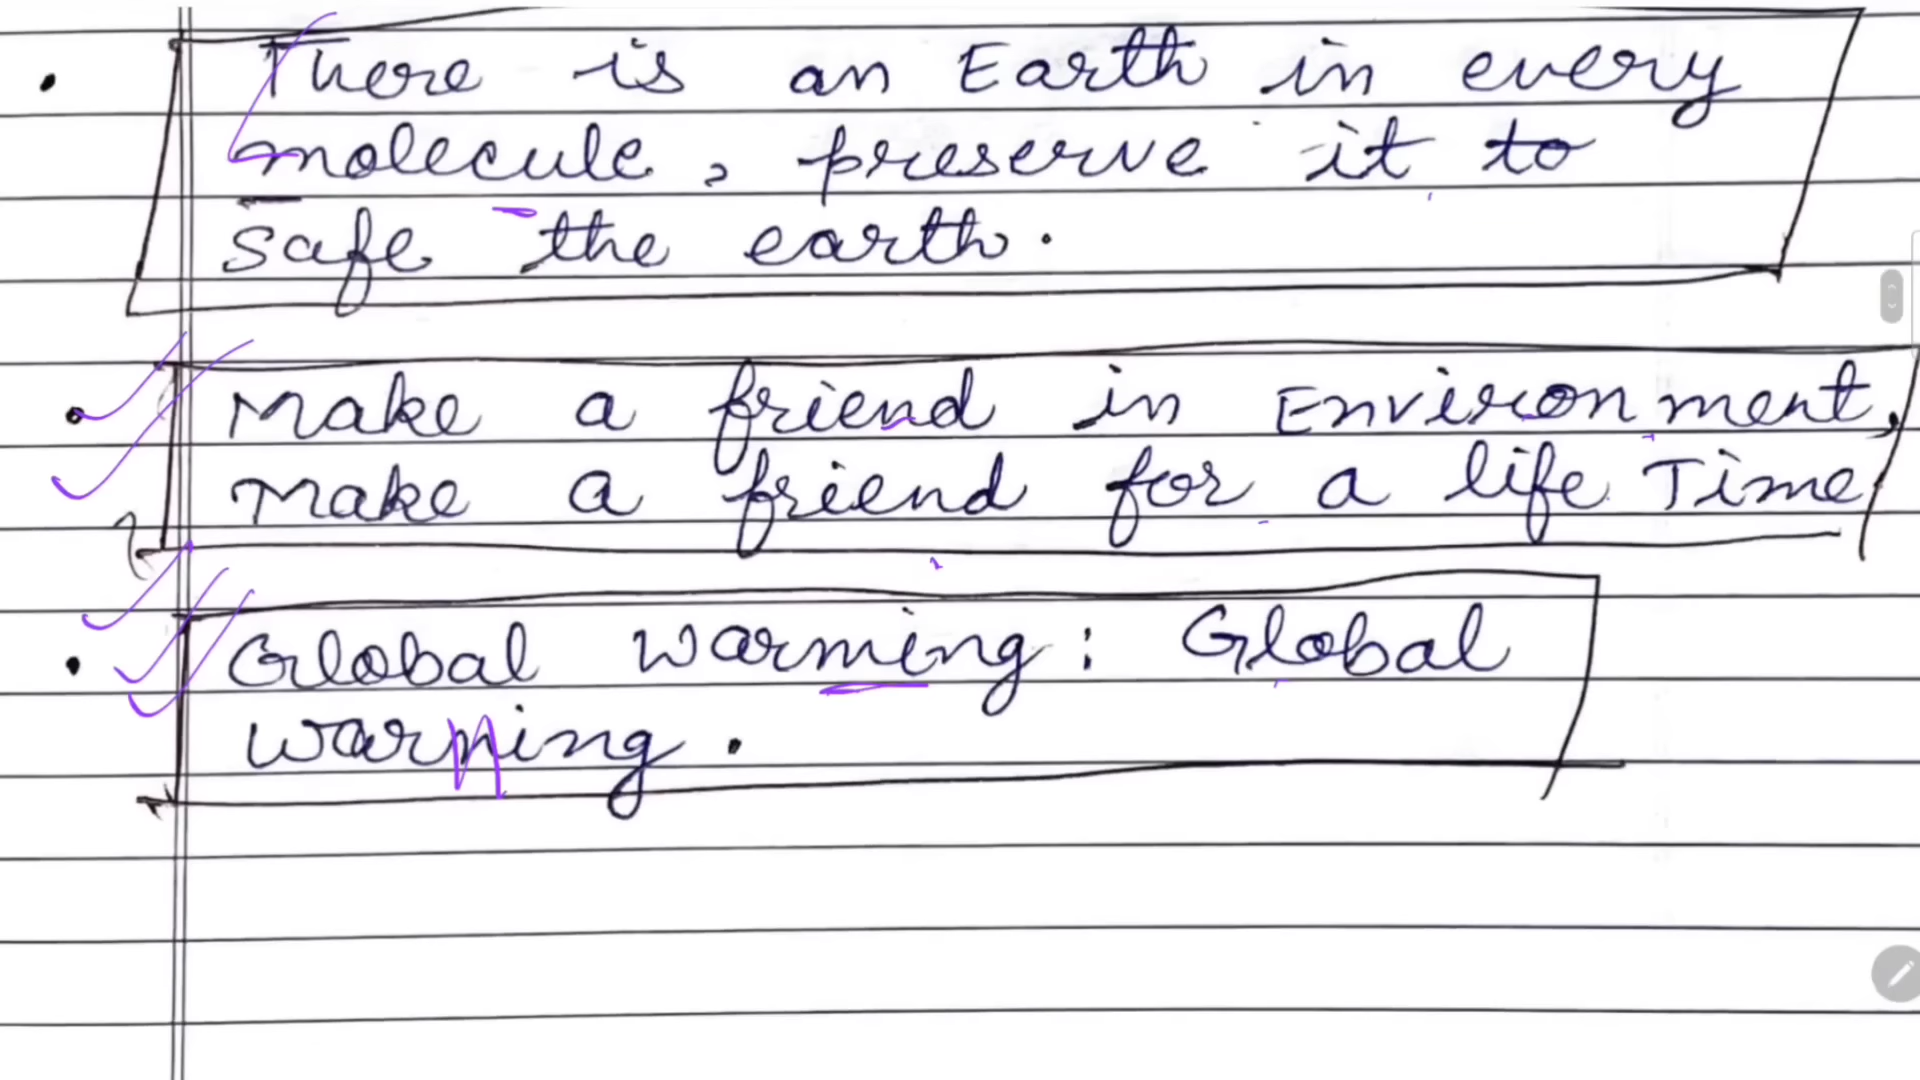 There is an Earth in every
molecule, preserve it to
safe the earth.
Make a friend in Environment,
Make a friend for a life Time
Global warming: Global
warning.